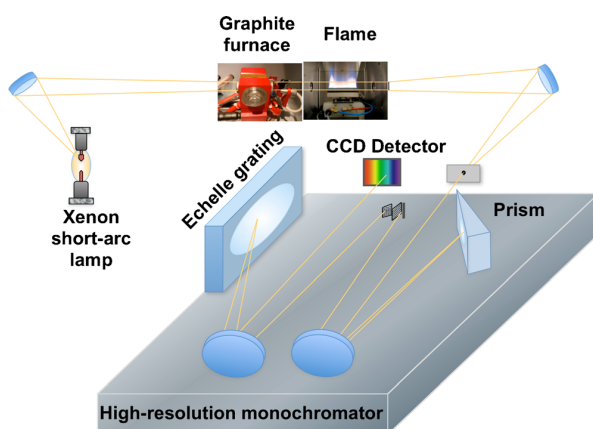 Graphite
furnace
Flame
CCD Detector
Echelle grating
Prism
Xenon
short-arc
lamp
High-resolution monochromator